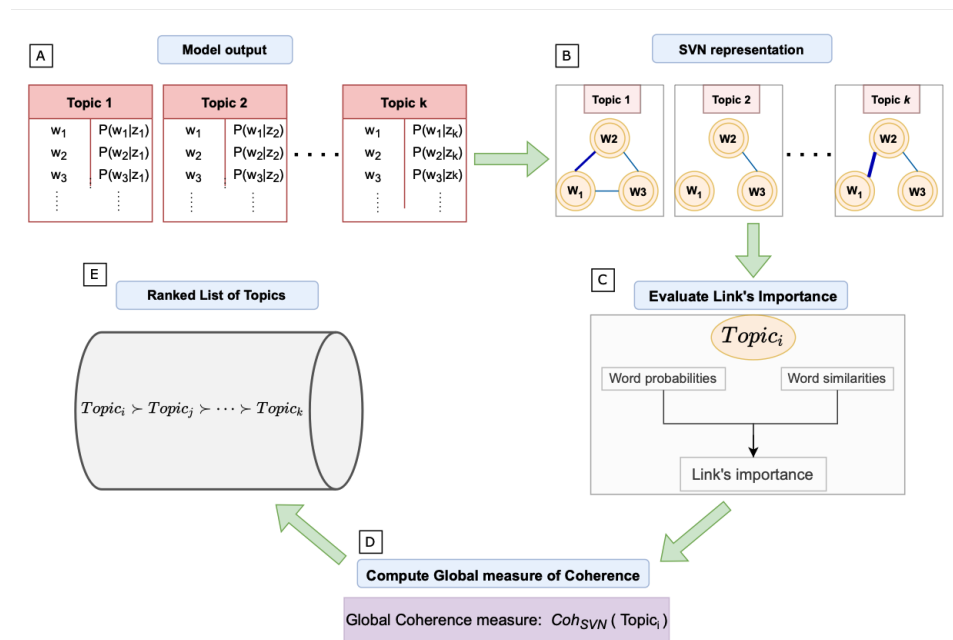 A
Model output
Topic 1
w₁ P(w₁|z₁)
w₂ P(w₂|z₁)
w₃ P(w₃|z₁)
Topic 2
w₁ P(w₁|z₂)
w₂ P(w₂|z₂)
w₃ P(w₃|z₂)
. . . .
Topic k
w₁ P(w₁|zₖ)
w₂ P(w₂|zₖ)
w₃ P(w₃|zk)
B
SVN representation
Topic 1
w2
w₁
w3
Topic 2
w2
w₁
w3
. . . .
Topic k
w2
w₁
w3
C
Evaluate Link's Importance
Topicᵢ
Word probabilities
Word similarities
Link's importance
D
Compute Global measure of Coherence
Global Coherence measure: Coh_SVN ( Topicᵢ )
E
Ranked List of Topics
Topicᵢ ≻ Topicⱼ ≻ ⋯ ≻ Topicₖ